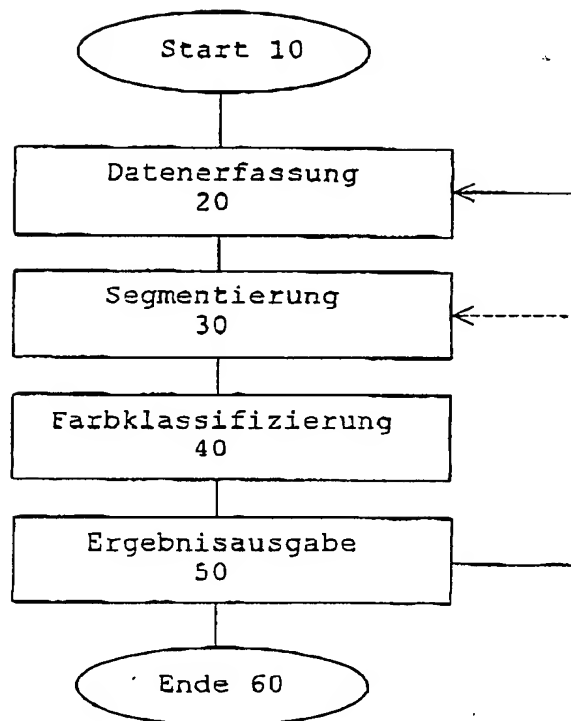 Start 10
Datenerfassung
20
Segmentierung
30
Farbklassifizierung
40
Ergebnisausgabe
50
Ende 60